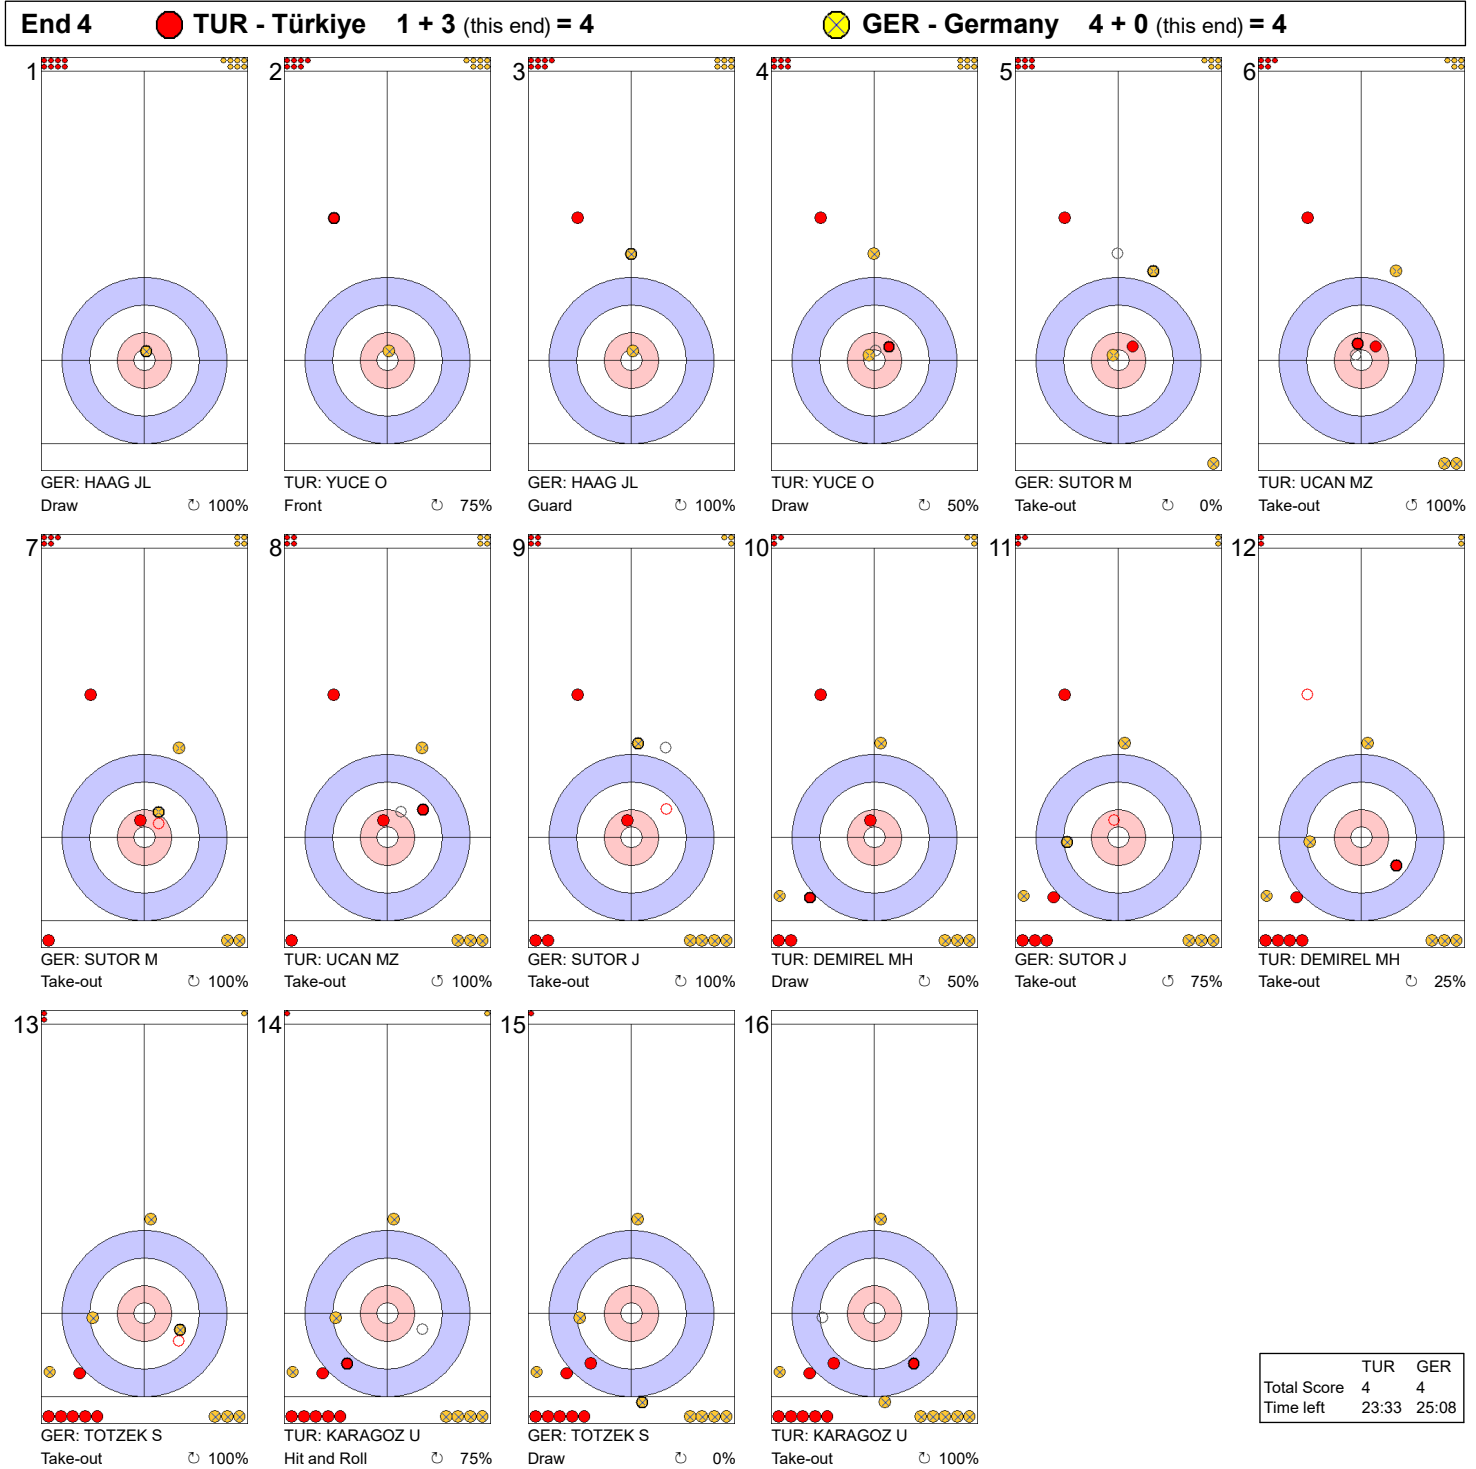 End 4 TUR - Türkiye 1 + 3 (this end) = 4 GER - Germany 4 + 0 (this end) = 4
1 2 3 4 5 6
GER: HAAG JL TUR: YUCE O GER: HAAG JL TUR: YUCE O GER: SUTOR M TUR: UCAN MZ
Draw ↻ 100% Front ↻ 75% Guard ↻ 100% Draw ↻ 50% Take-out ↻ 0% Take-out ↺ 100%
7 8 9 10 11 12
GER: SUTOR M TUR: UCAN MZ GER: SUTOR J TUR: DEMIREL MH GER: SUTOR J TUR: DEMIREL MH
Take-out ↻ 100% Take-out ↻ 100% Take-out ↻ 100% Draw ↻ 50% Take-out ↺ 75% Take-out ↻ 25%
13 14 15 16
TUR GER
Total Score 4 4
Time left 23:33 25:08
GER: TOTZEK S TUR: KARAGOZ U GER: TOTZEK S TUR: KARAGOZ U
Take-out ↻ 100% Hit and Roll ↻ 75% Draw ↻ 0% Take-out ↻ 100%